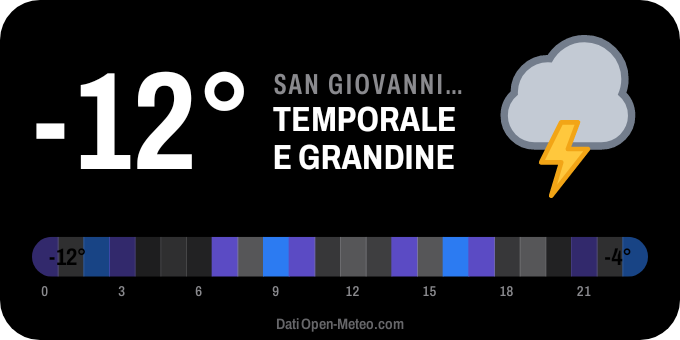 -12°
SAN GIOVANNI...
TEMPORALE
E GRANDINE
-12° -4°
0 3 6 9 12 15 18 21
Dati Open-Meteo.com